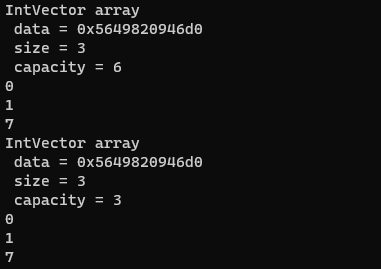 IntVector array
 data = 0x5649820946d0
 size = 3
 capacity = 6
0
1
7
IntVector array
 data = 0x5649820946d0
 size = 3
 capacity = 3
0
1
7